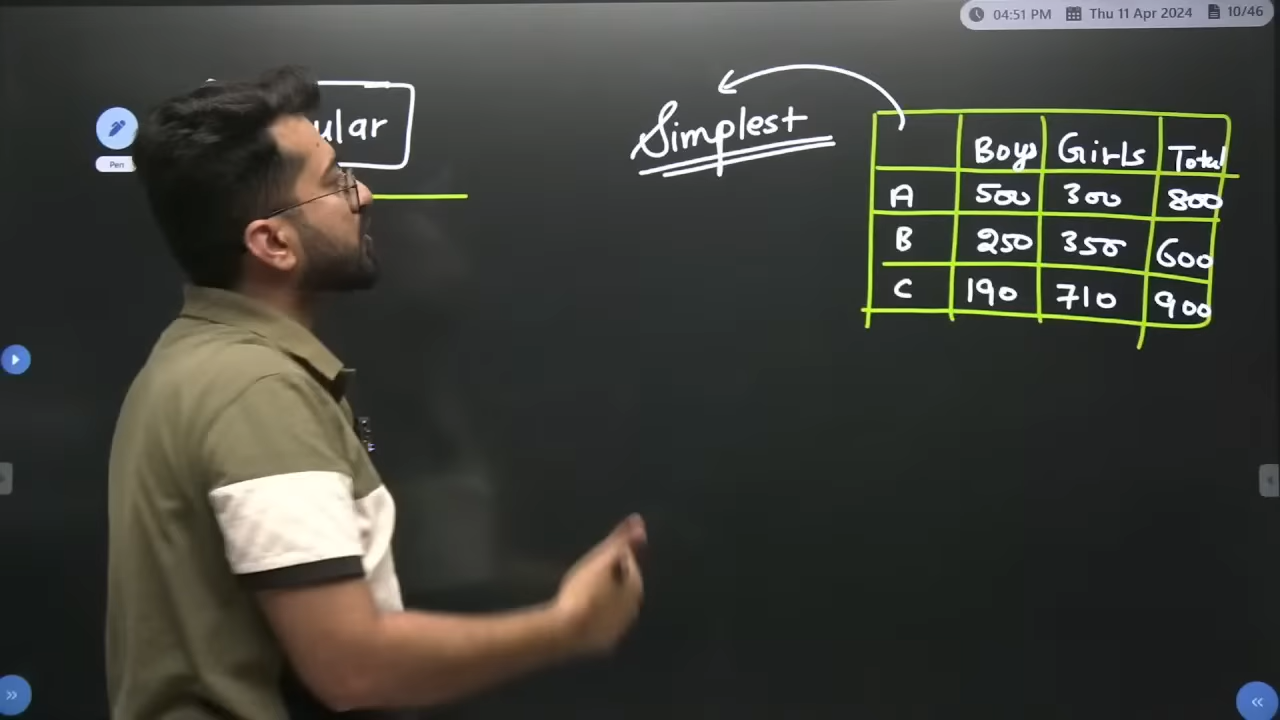 04:51 PM Thu 11 Apr 2024 10/46
Pen
Simplest
Boys Girls Total
A 500 300 800
B 250 350 600
C 190 710 900